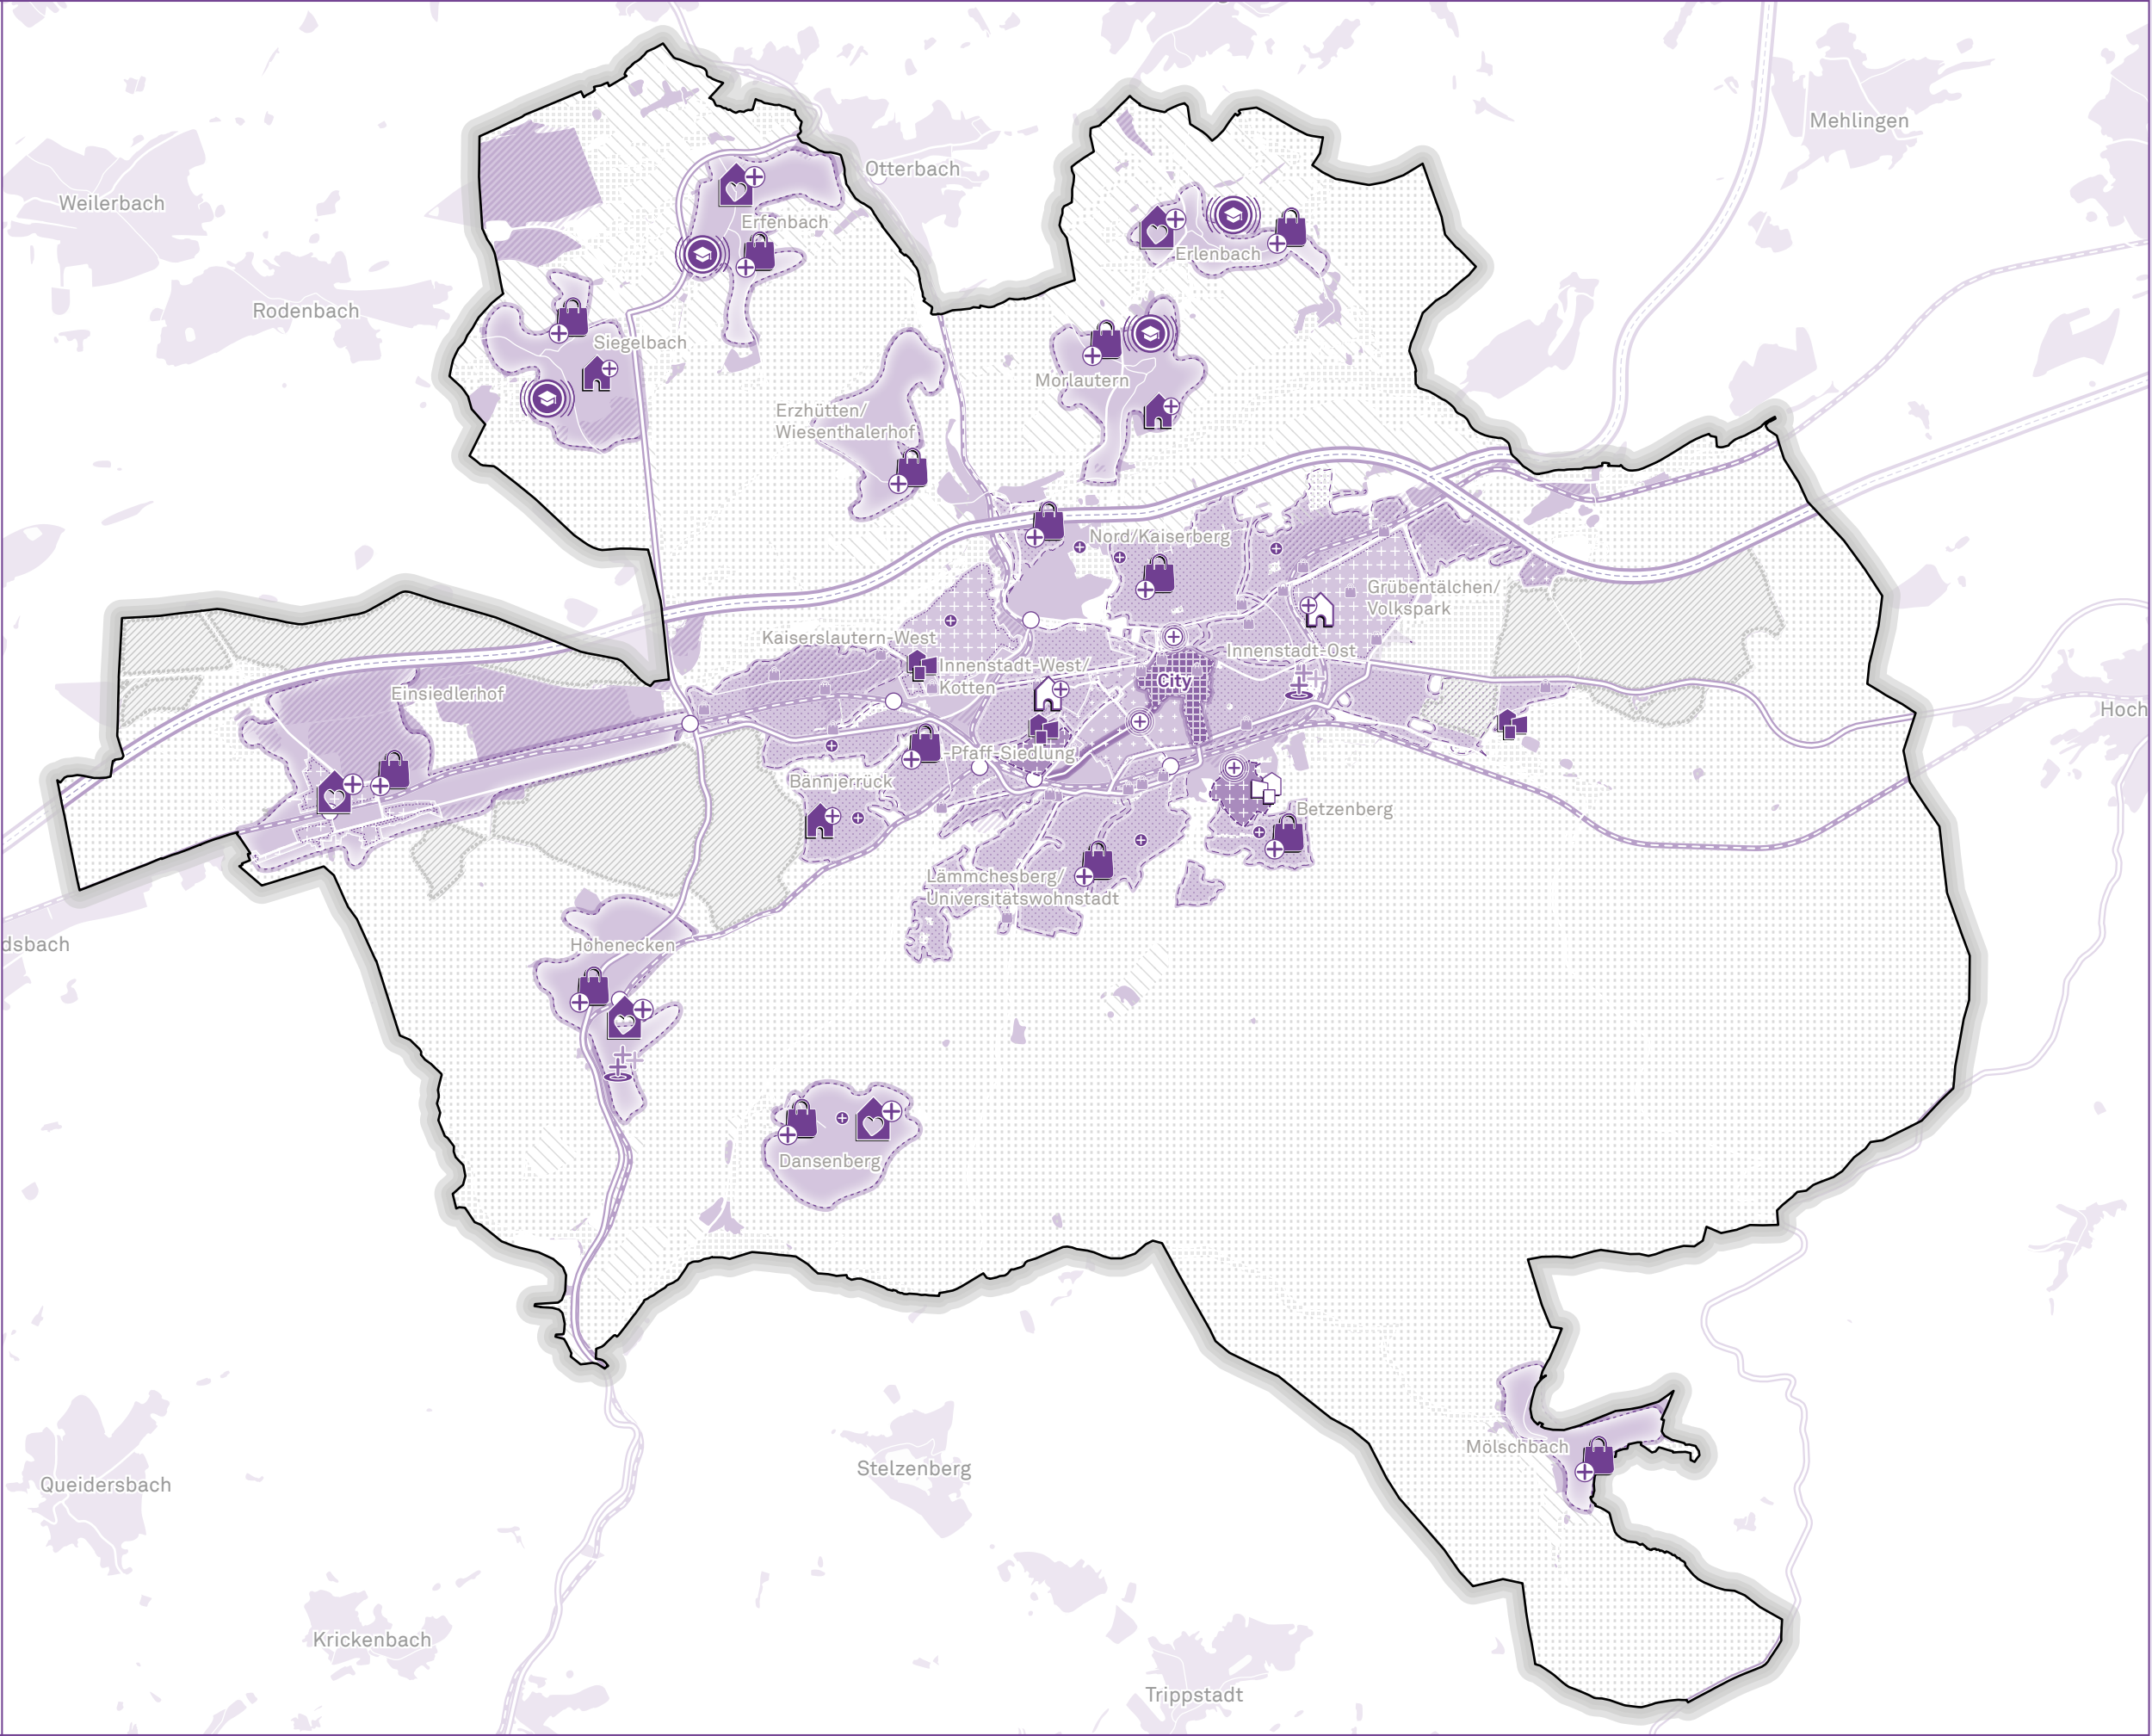 Mehlingen
Otterbach
Weilerbach
Erfenbach
Erlenbach
Rodenbach
Siegelbach
Morlautern
Erzhütten/
Wiesenthalerhof
Nord/Kaiserberg
Grübentälchen/
Volkspark
Kaiserslautern-West
Innenstadt-Ost
Innenstadt-West/
Kotten
City
Einsiedlerhof
Hoch
-Pfaff-Siedlung
Bännjerrück
Betzenberg
Lämmchesberg/
Universitätswohnstadt
dsbach
Hohenecken
Dansenberg
Mölschbach
Stelzenberg
Queidersbach
Krickenbach
Trippstadt